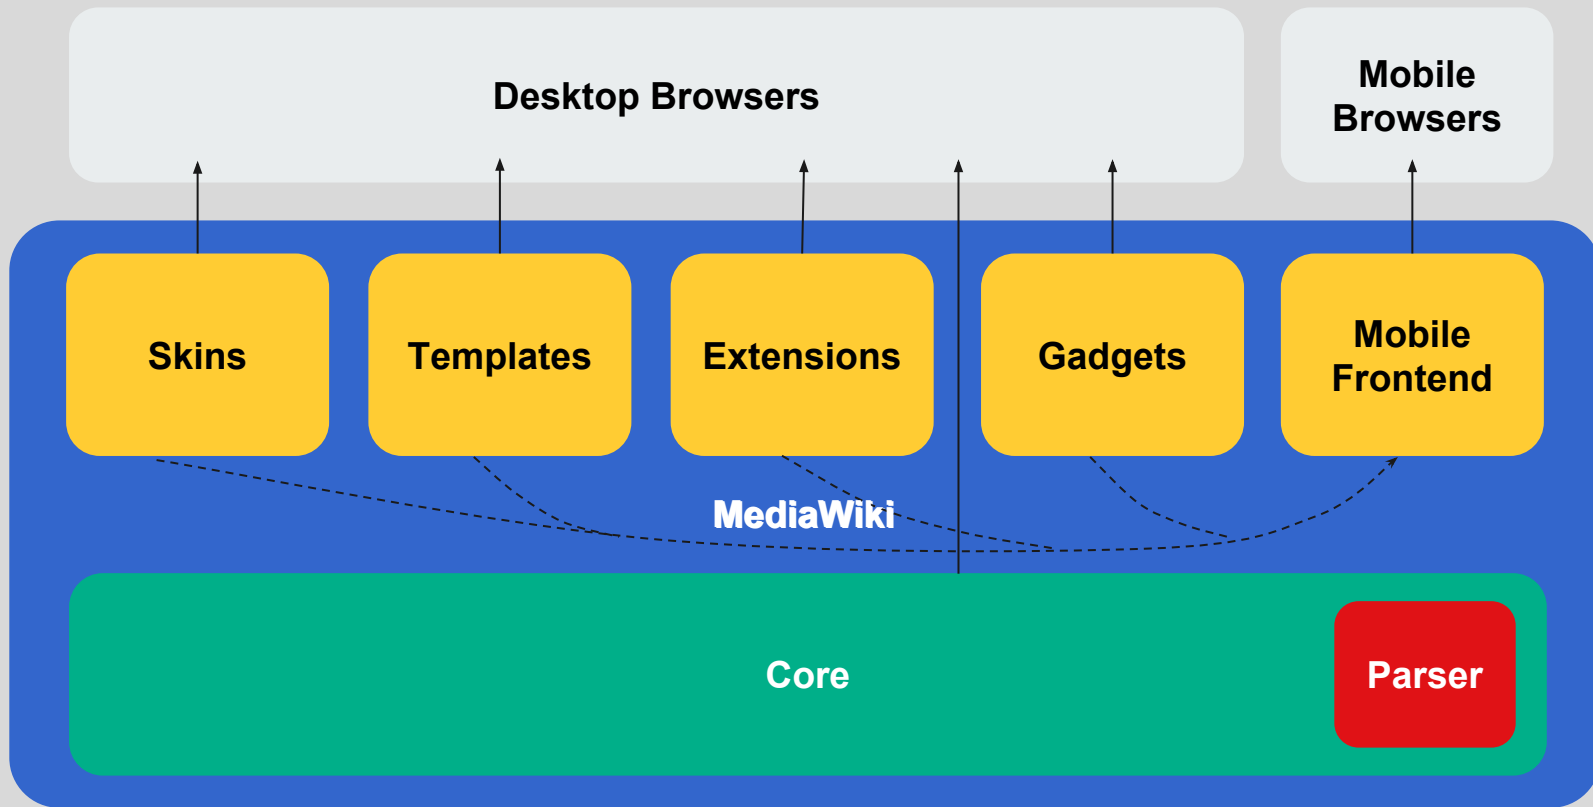 Desktop Browsers
Mobile
Browsers
Skins
Templates
Extensions
Gadgets
Mobile
Frontend
MediaWiki
Core
Parser